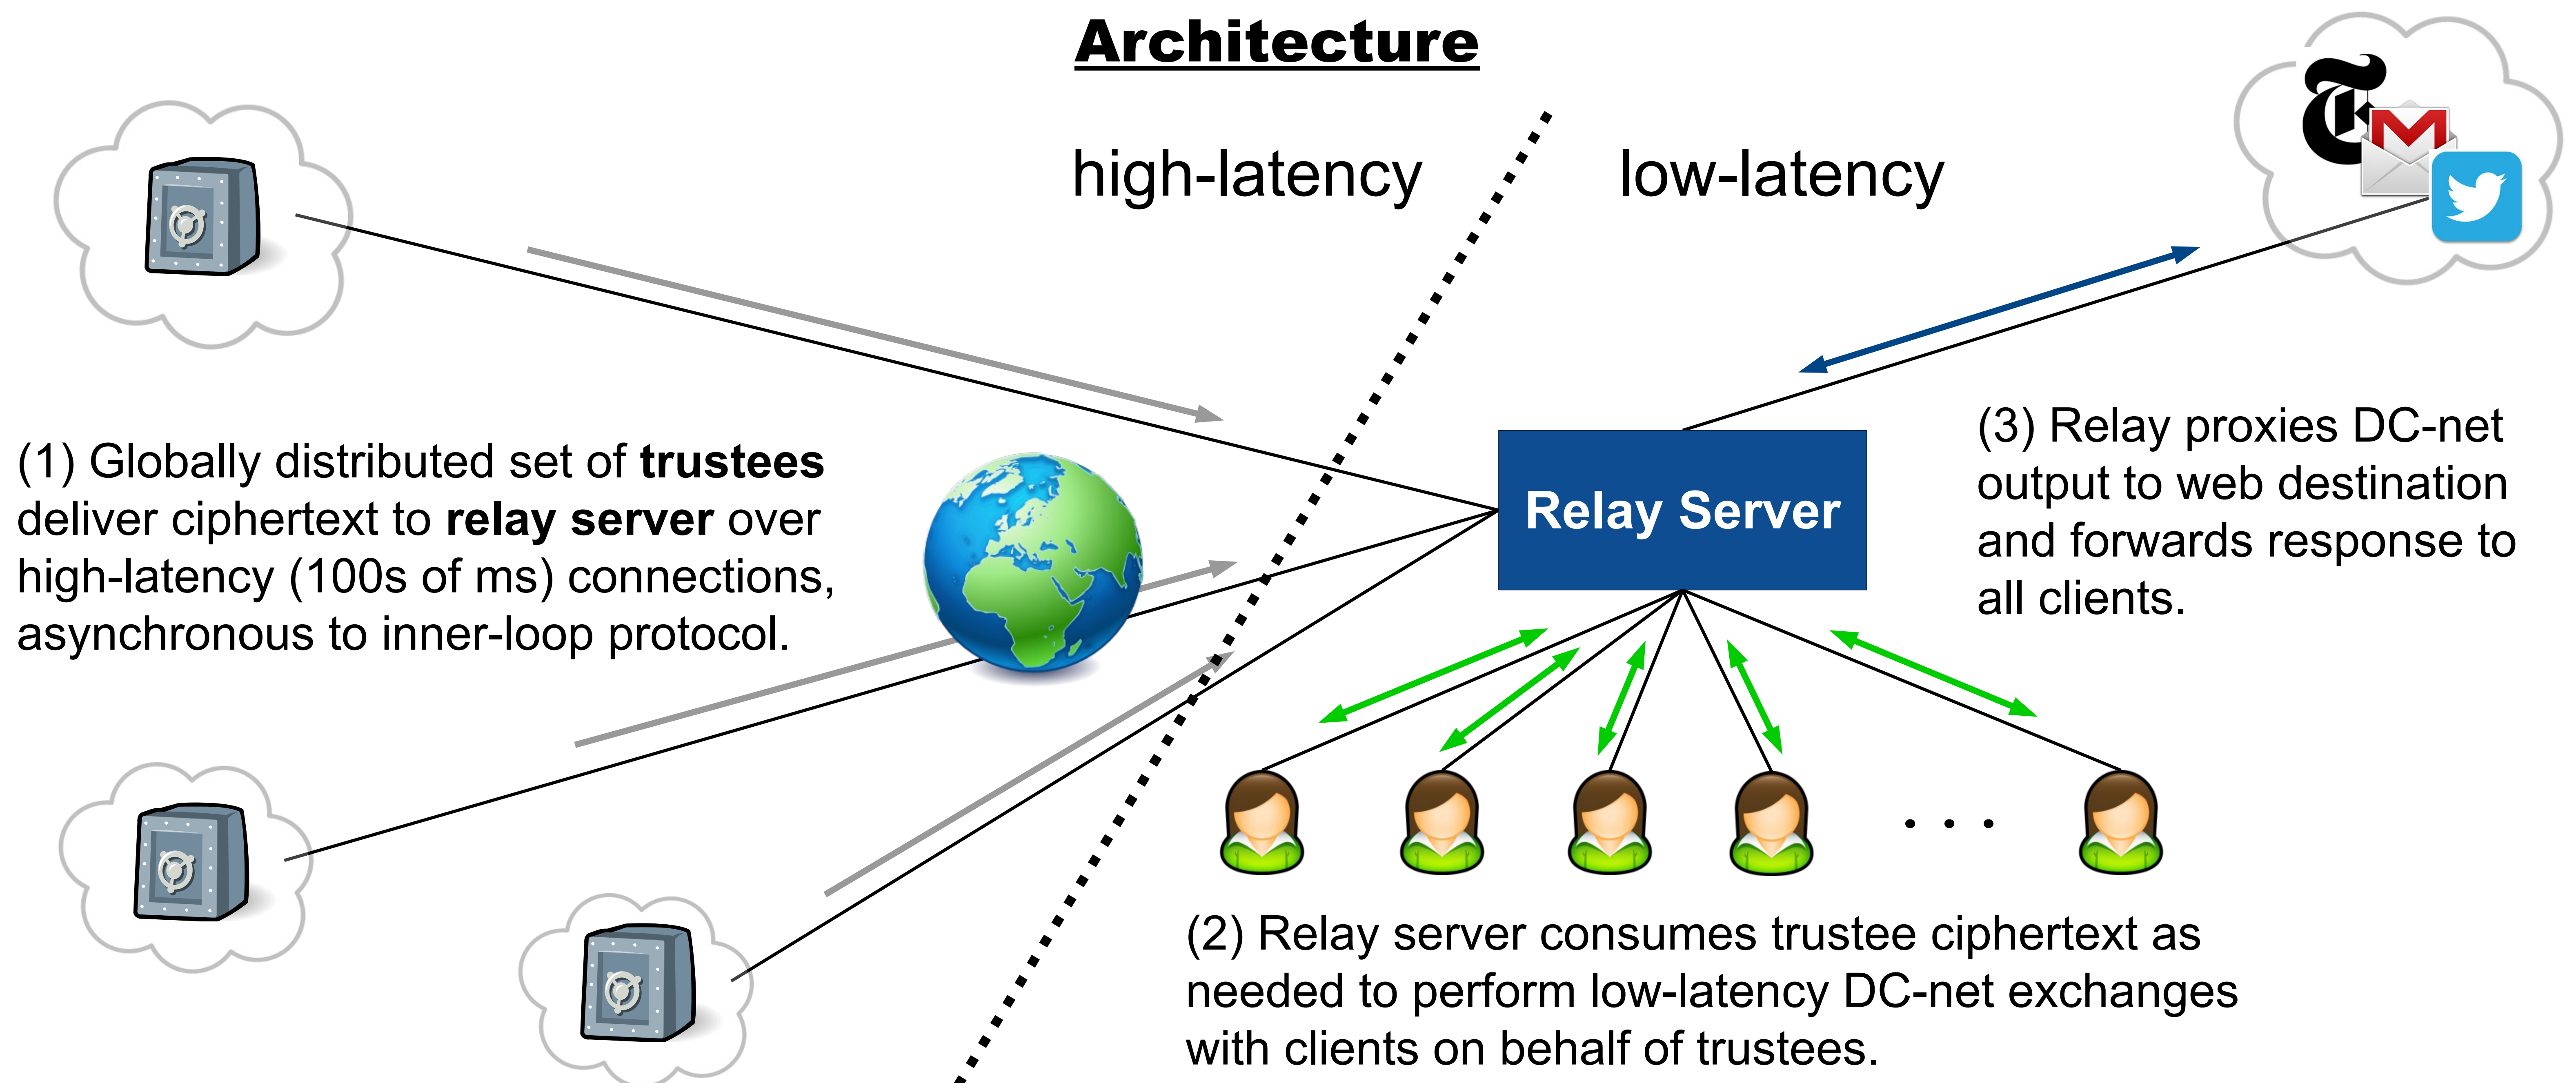 Architecture
high-latency
low-latency
(1) Globally distributed set of trustees
deliver ciphertext to relay server over
high-latency (100s of ms) connections,
asynchronous to inner-loop protocol.
Relay Server
(3) Relay proxies DC-net
output to web destination
and forwards response to
all clients.
. . .
(2) Relay server consumes trustee ciphertext as
needed to perform low-latency DC-net exchanges
with clients on behalf of trustees.